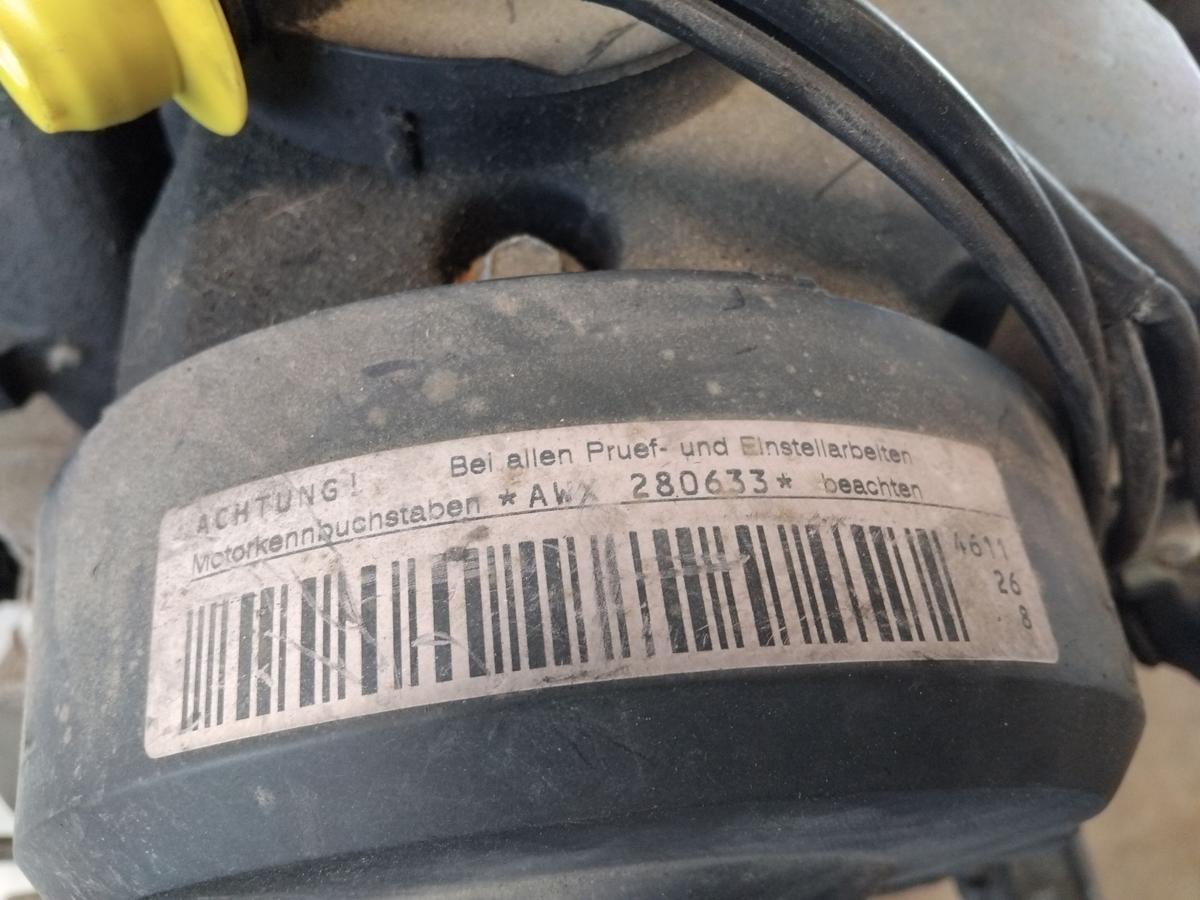 ACHTUNG! Bei allen Pruef- und Einstellarbeiten
Motorkennbuchstaben *AWX 280633* beachten
4611
26
8